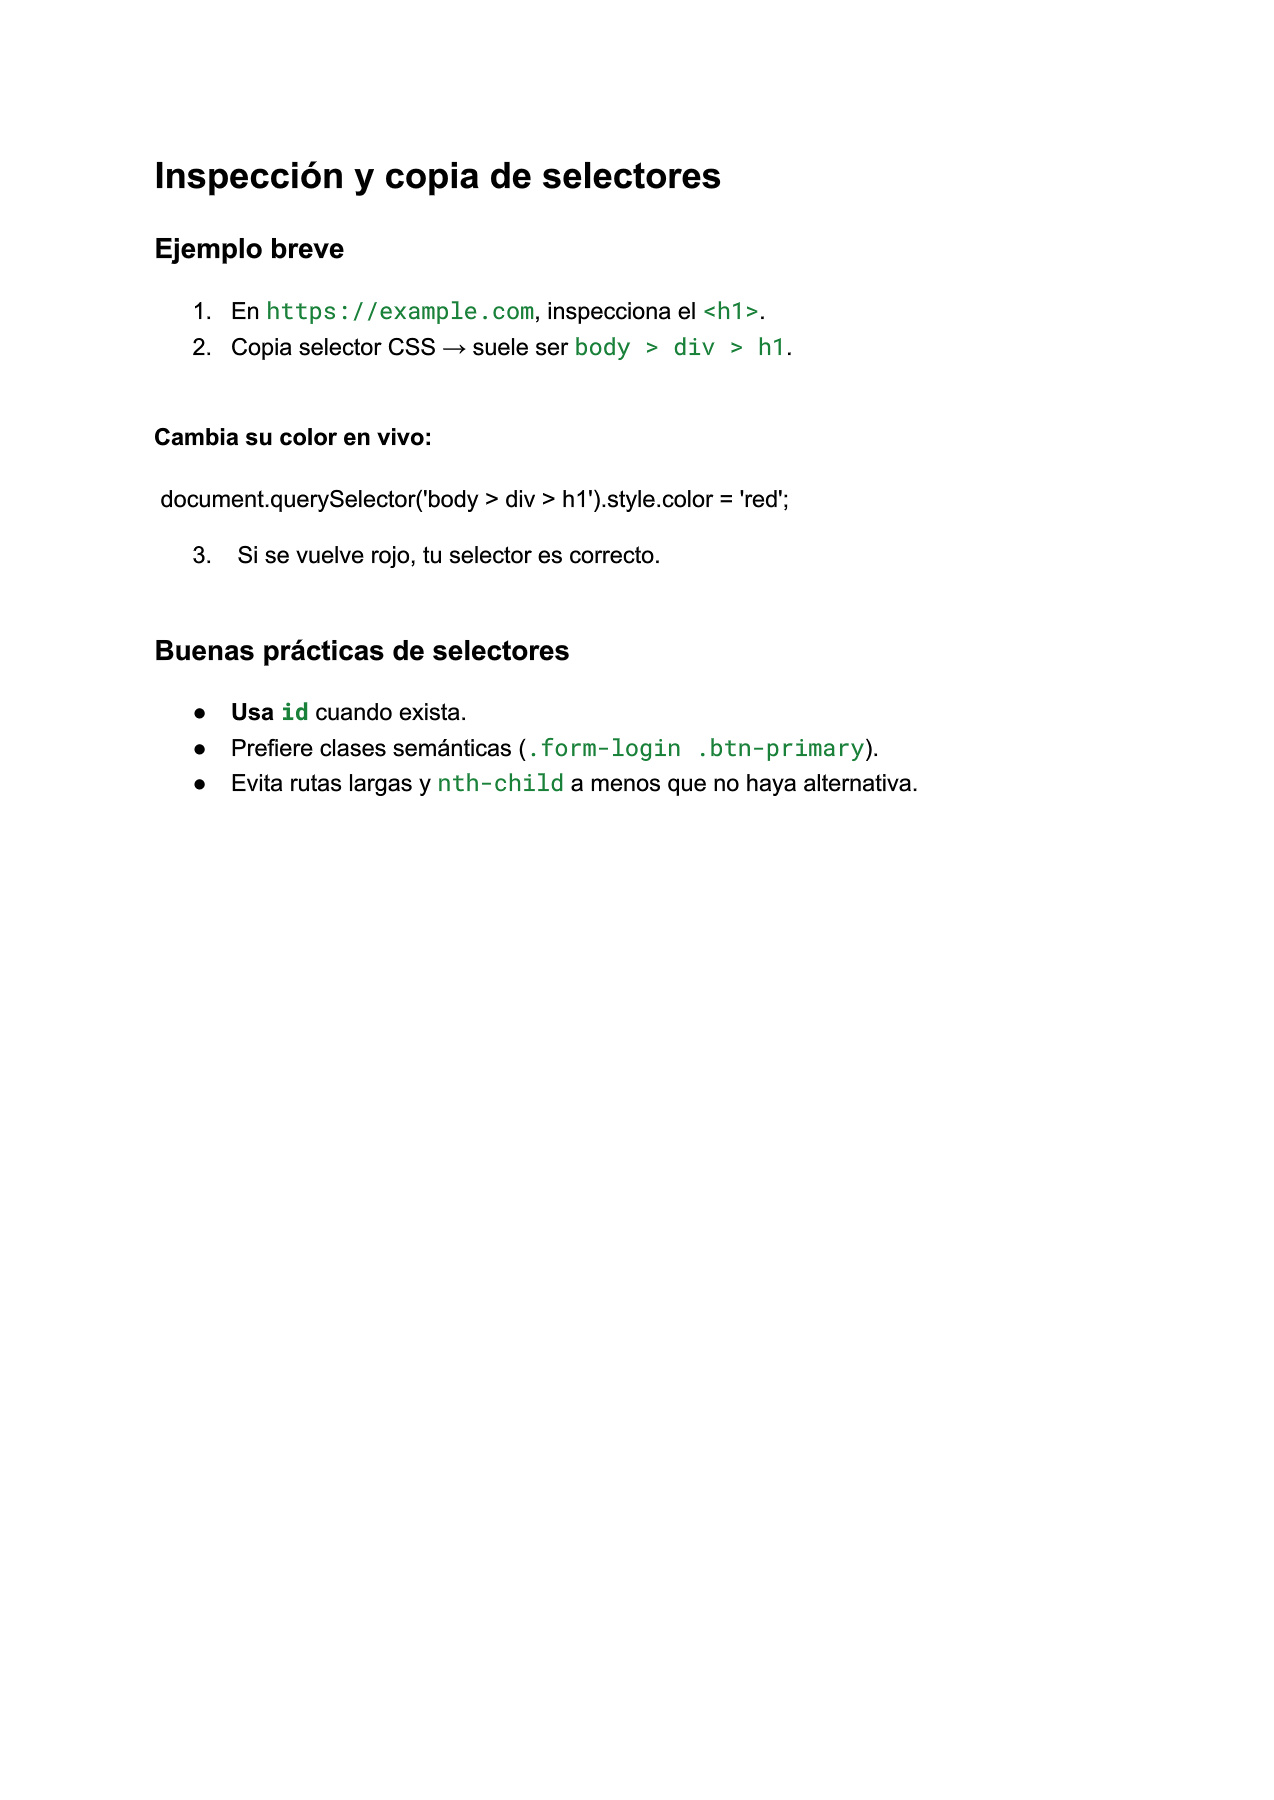 Inspección y copia de selectores
Ejemplo breve
1. En https://example.com, inspecciona el <h1>.
2. Copia selector CSS → suele ser body > div > h1.
Cambia su color en vivo:
document.querySelector('body > div > h1').style.color = 'red';
3. Si se vuelve rojo, tu selector es correcto.
Buenas prácticas de selectores
● Usa id cuando exista.
● Prefiere clases semánticas (.form-login .btn-primary).
● Evita rutas largas y nth-child a menos que no haya alternativa.